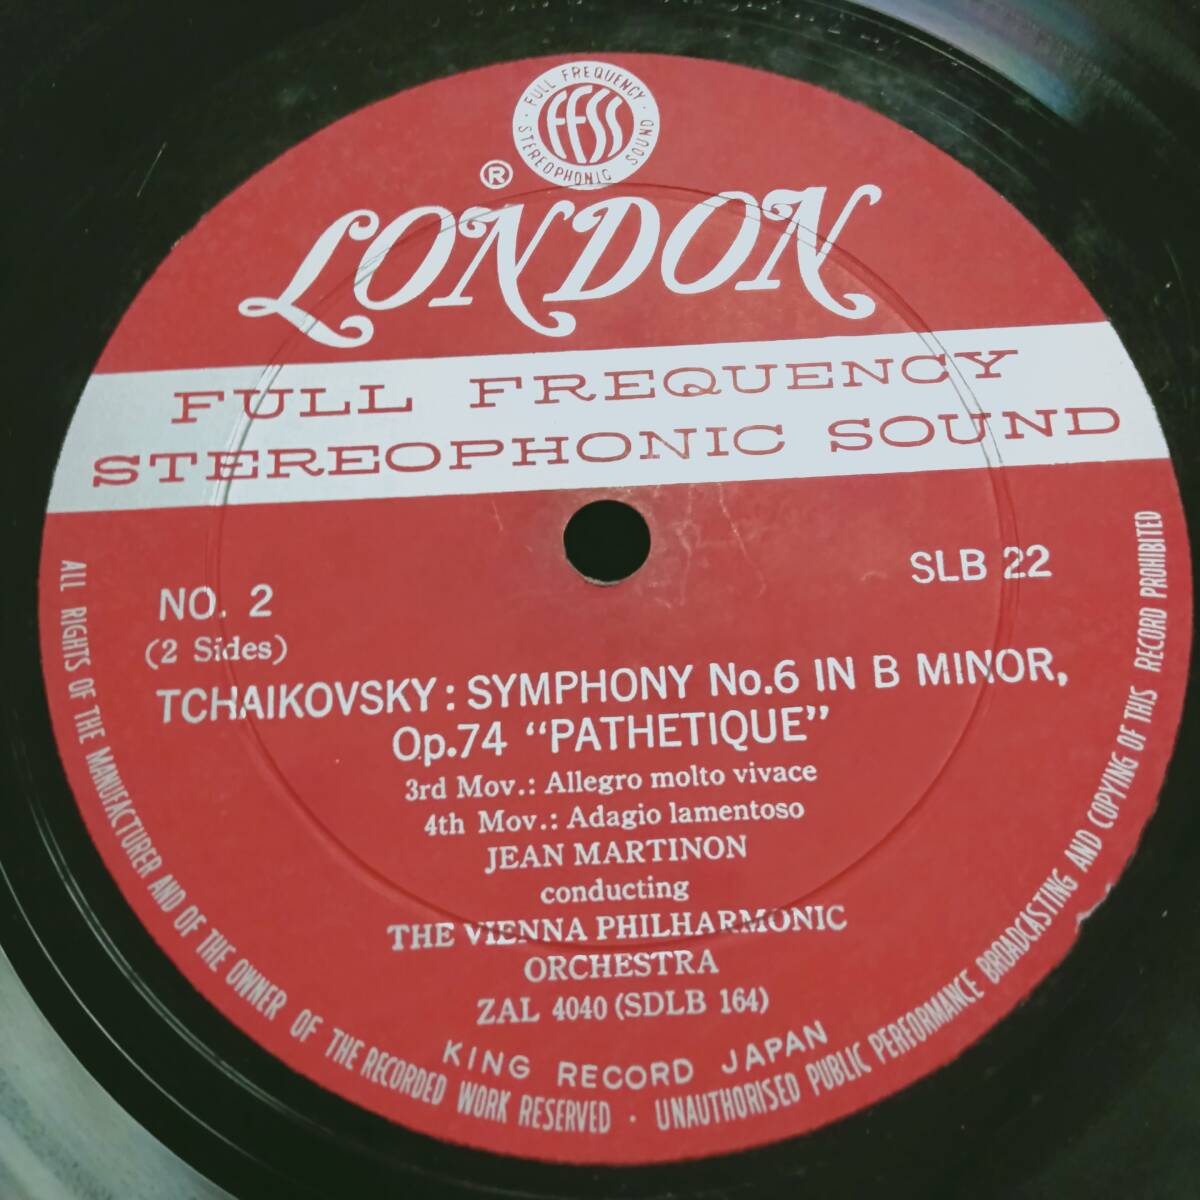 · FULL FREQUENCY ·
FFSS
STEREOPHONIC SOUND
®
LONDON
FULL FREQUENCY
STEREOPHONIC SOUND
NO. 2
(2 Sides)
SLB 22
TCHAIKOVSKY : SYMPHONY No.6 IN B MINOR,
Op.74 “PATHETIQUE”
3rd Mov.: Allegro molto vivace
4th Mov.: Adagio lamentoso
JEAN MARTINON
conducting
THE VIENNA PHILHARMONIC
ORCHESTRA
ZAL 4040 (SDLB 164)
KING RECORD JAPAN
ALL RIGHTS OF THE MANUFACTURER AND OF THE OWNER OF THE RECORDED WORK RESERVED · UNAUTHORISED PUBLIC PERFORMANCE BROADCASTING AND COPYING OF THIS RECORD PROHIBITED